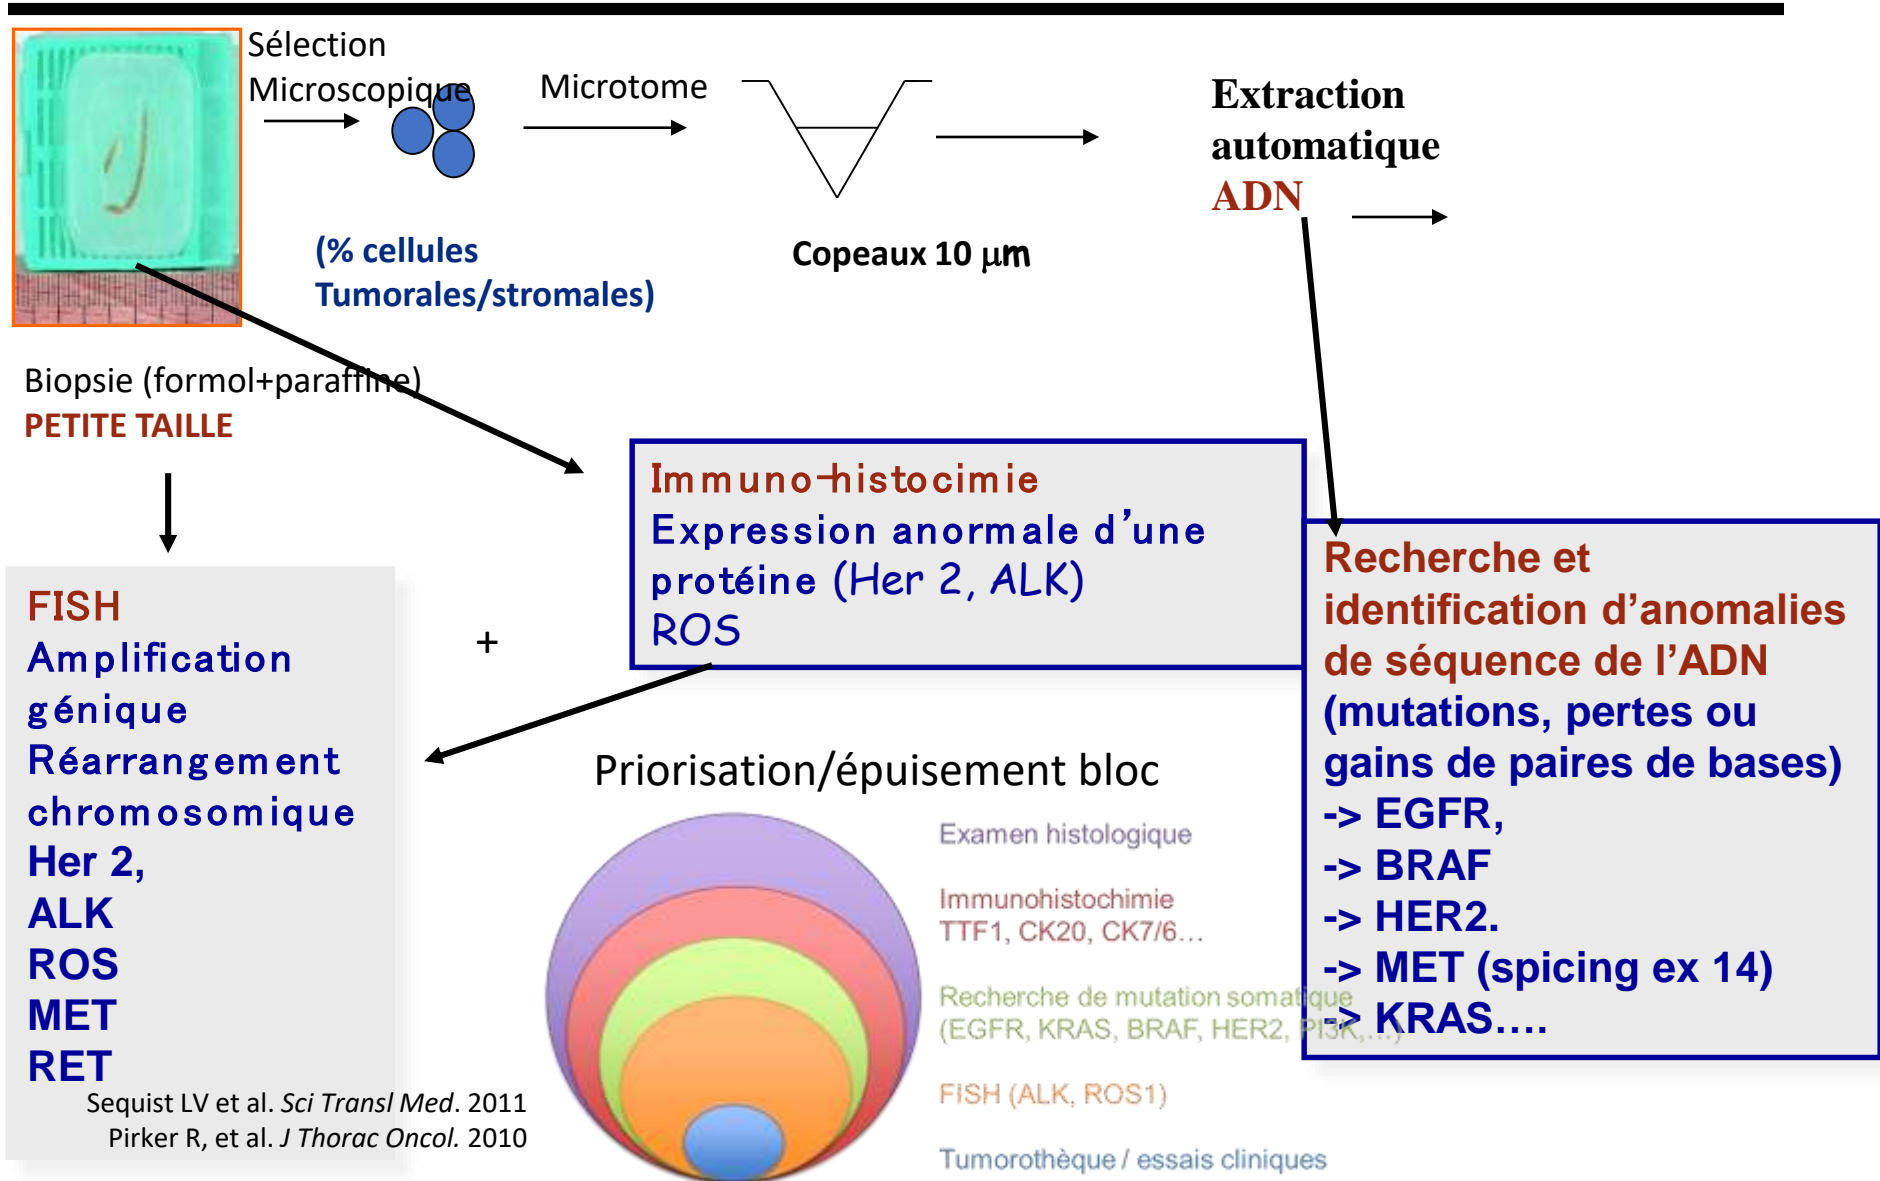 Sélection
Microscopique
Microtome
Extraction
automatique
ADN
(% cellules
Tumorales/stromales)
Copeaux 10 μm
Biopsie (formol+paraffine)
PETITE TAILLE
Immuno-histocimie
Expression anormale d’une
protéine (Her 2, ALK)
ROS
FISH
Amplification
génique
Réarrangement
chromosomique
Her 2,
ALK
ROS
MET
RET
+
Recherche et
identification d’anomalies
de séquence de l’ADN
(mutations, pertes ou
gains de paires de bases)
-> EGFR,
-> BRAF
-> HER2.
-> MET (spicing ex 14)
-> KRAS....
Priorisation/épuisement bloc
Examen histologique
Immunohistochimie
TTF1, CK20, CK7/6...
Recherche de mutation somatique
(EGFR, KRAS, BRAF, HER2, PI3K,...)
FISH (ALK, ROS1)
Tumorothèque / essais cliniques
Sequist LV et al. Sci Transl Med. 2011
Pirker R, et al. J Thorac Oncol. 2010